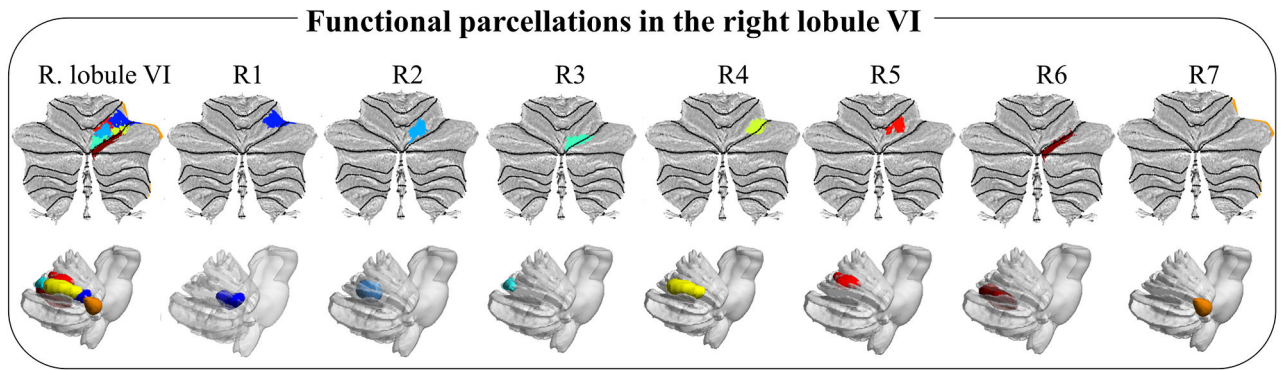 Functional parcellations in the right lobule VI
R. lobule VI R1 R2 R3 R4 R5 R6 R7